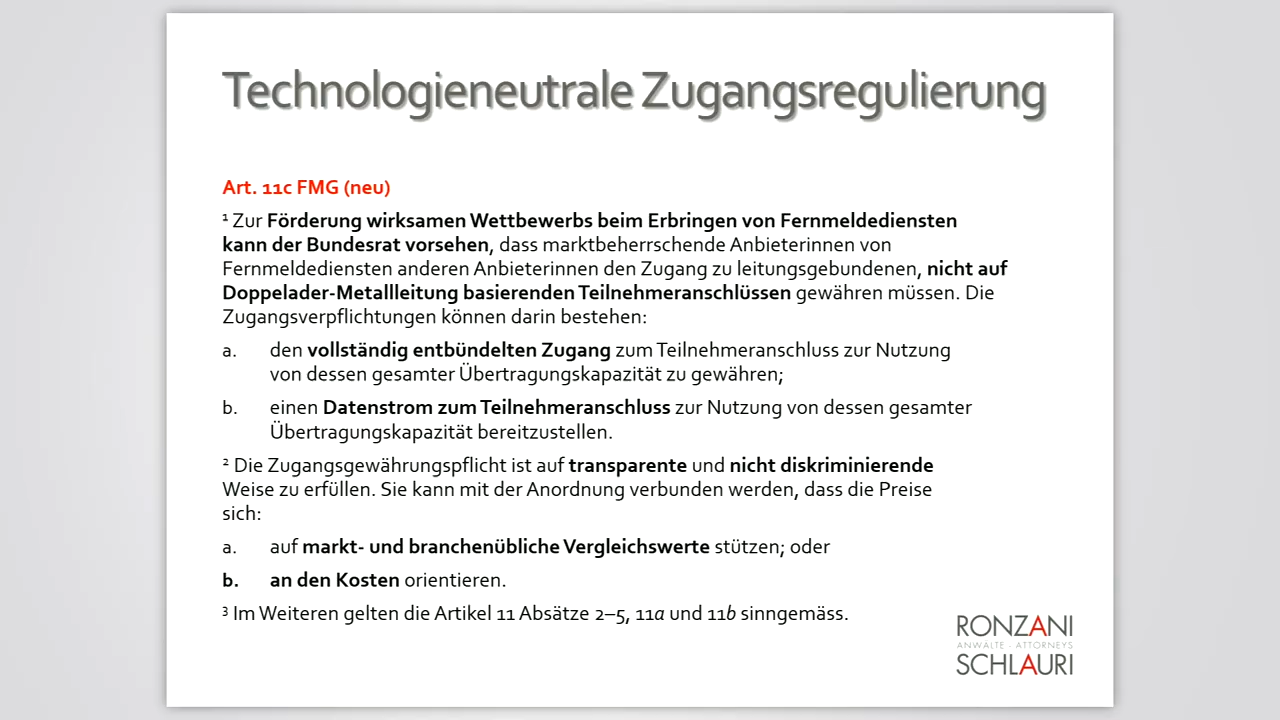 Technologieneutrale Zugangsregulierung
Art. 11c FMG (neu)
¹ Zur Förderung wirksamen Wettbewerbs beim Erbringen von Fernmeldediensten
kann der Bundesrat vorsehen, dass marktbeherrschende Anbieterinnen von
Fernmeldediensten anderen Anbieterinnen den Zugang zu leitungsgebundenen, nicht auf
Doppelader-Metallleitung basierenden Teilnehmeranschlüssen gewähren müssen. Die
Zugangsverpflichtungen können darin bestehen:
a. den vollständig entbündelten Zugang zum Teilnehmeranschluss zur Nutzung
von dessen gesamter Übertragungskapazität zu gewähren;
b. einen Datenstrom zum Teilnehmeranschluss zur Nutzung von dessen gesamter
Übertragungskapazität bereitzustellen.
² Die Zugangsgewährungspflicht ist auf transparente und nicht diskriminierende
Weise zu erfüllen. Sie kann mit der Anordnung verbunden werden, dass die Preise
sich:
a. auf markt- und branchenübliche Vergleichswerte stützen; oder
b. an den Kosten orientieren.
³ Im Weiteren gelten die Artikel 11 Absätze 2–5, 11a und 11b sinngemäss.
RONZANI
ANWÄLTE - ATTORNEYS
SCHLAURI